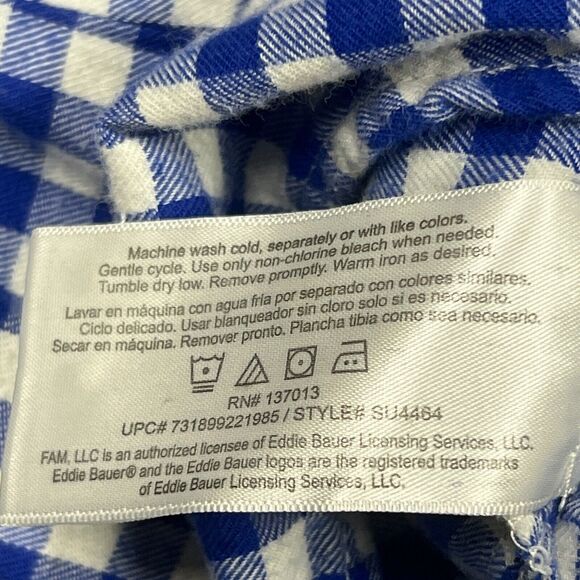 Machine wash cold, separately or with like colors.
Gentle cycle. Use only non-chlorine bleach when needed.
Tumble dry low. Remove promptly. Warm iron as desired.
Lavar en máquina con agua fría por separado con colores similares.
Ciclo delicado. Usar blanqueador sin cloro solo si es necesario.
Secar en máquina. Remover pronto. Plancha tibia como sea necesario.
RN# 137013
UPC# 731899221985 / STYLE# SU4464
FAM, LLC is an authorized licensee of Eddie Bauer Licensing Services, LLC.
Eddie Bauer® and the Eddie Bauer logos are the registered trademarks
of Eddie Bauer Licensing Services, LLC.